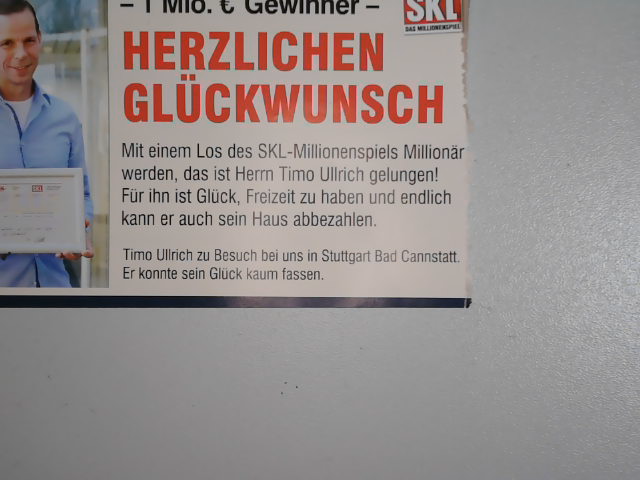 – 1 Mio. € Gewinner –
SKL
DAS MILLIONENSPIEL
HERZLICHEN
GLÜCKWUNSCH
Mit einem Los des SKL-Millionenspiels Millionär
werden, das ist Herrn Timo Ullrich gelungen!
Für ihn ist Glück, Freizeit zu haben und endlich
kann er auch sein Haus abbezahlen.
Timo Ullrich zu Besuch bei uns in Stuttgart Bad Cannstatt.
Er konnte sein Glück kaum fassen.
SKL